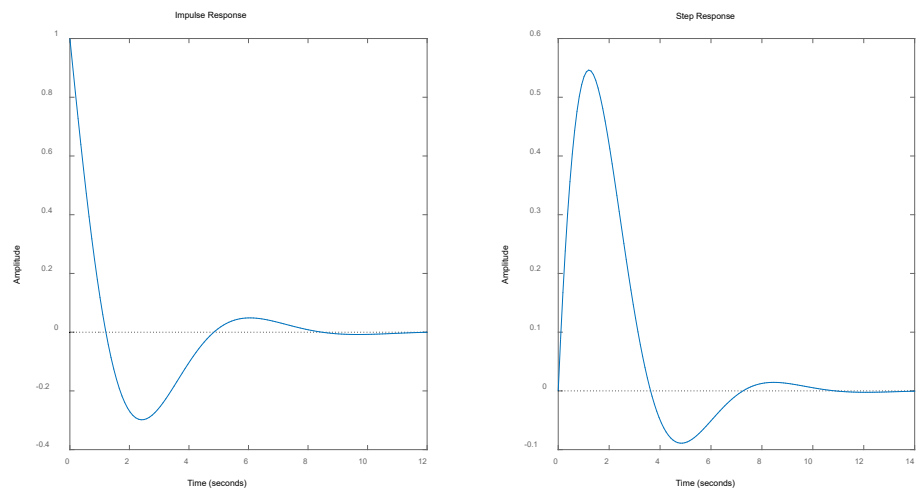 Impulse Response
1
0.8
0.6
0.4
0.2
0
-0.2
-0.4
Amplitude
0 2 4 6 8 10 12
Time (seconds)
Step Response
0.6
0.5
0.4
0.3
0.2
0.1
0
-0.1
Amplitude
0 2 4 6 8 10 12 14
Time (seconds)